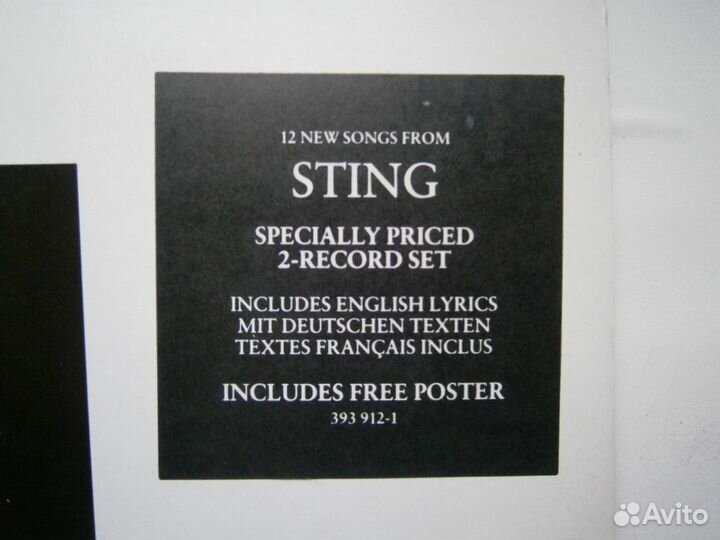 12 NEW SONGS FROM
STING
SPECIALLY PRICED
2-RECORD SET
INCLUDES ENGLISH LYRICS
MIT DEUTSCHEN TEXTEN
TÈXTES FRANÇAIS INCLUS
INCLUDES FREE POSTER
393 912-1
Avito